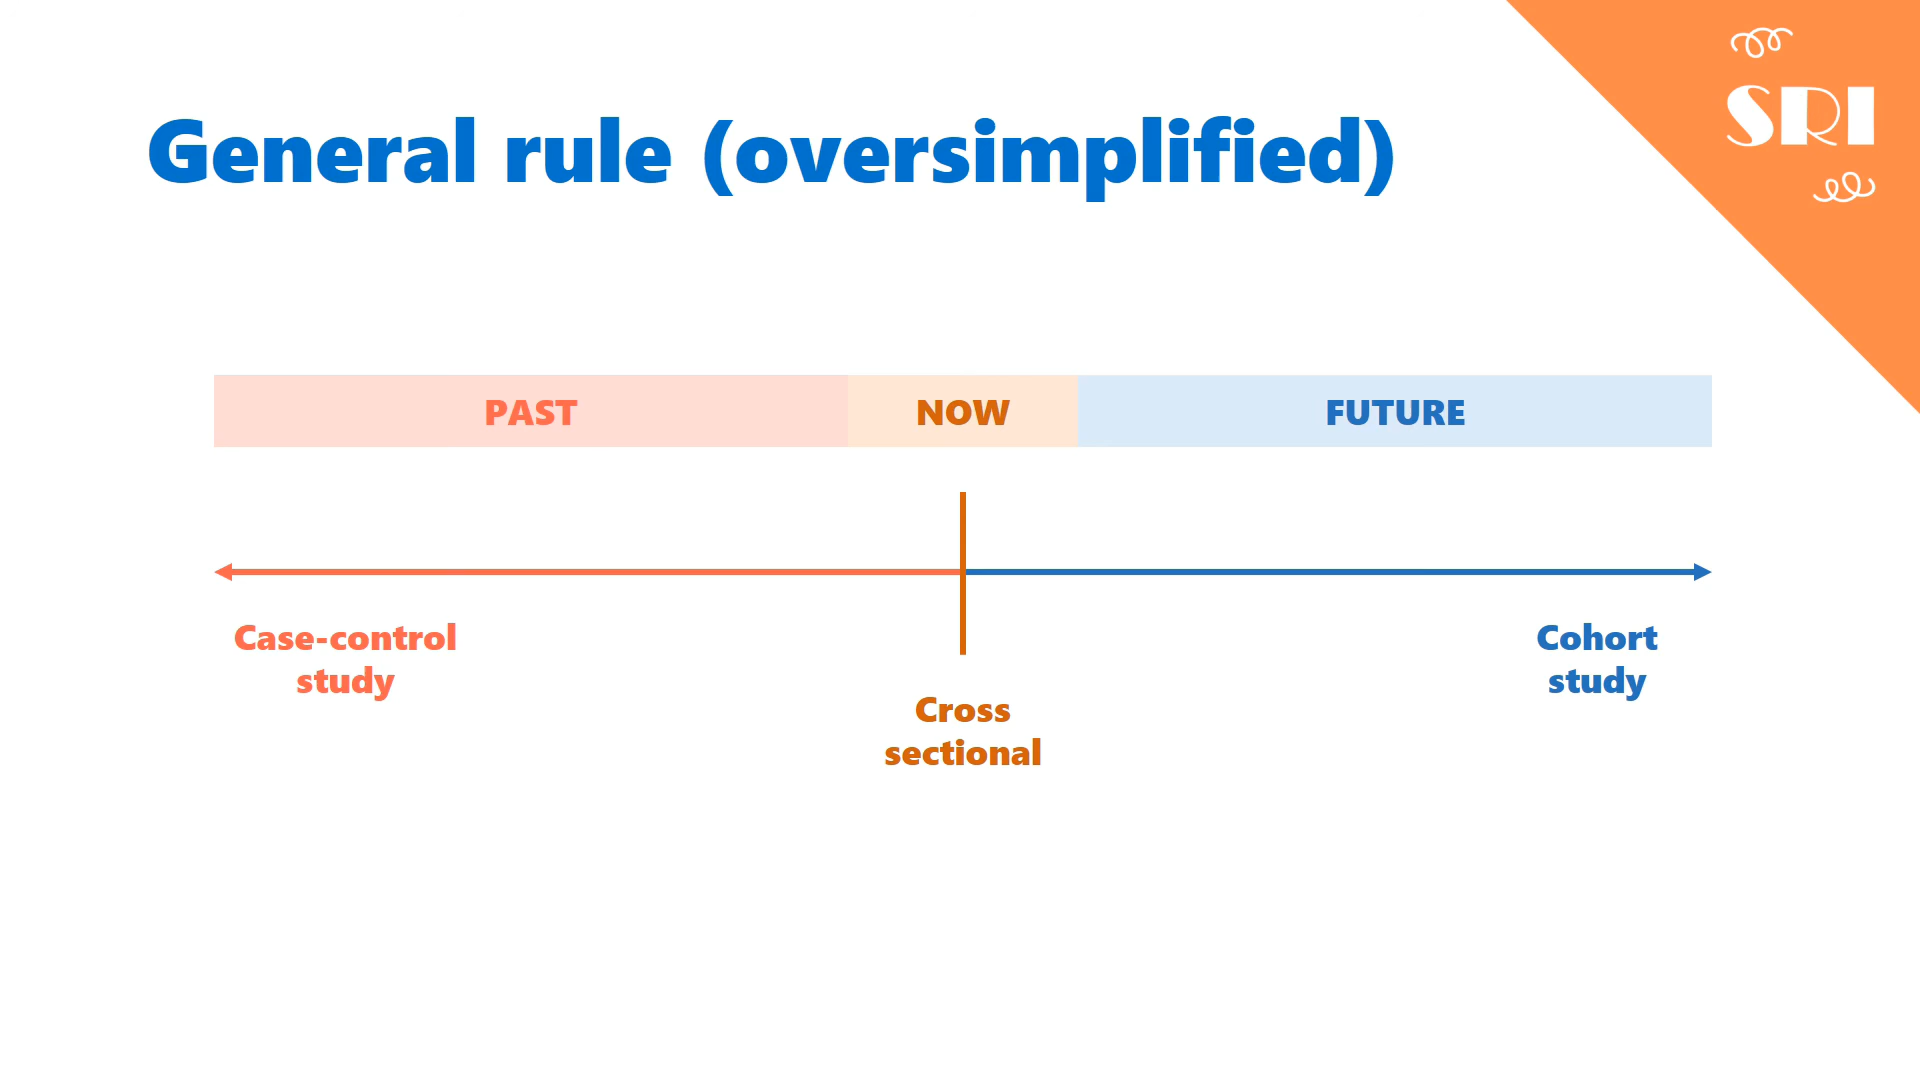 SRI
General rule (oversimplified)
PAST NOW FUTURE
Case-control
study
Cross
sectional
Cohort
study